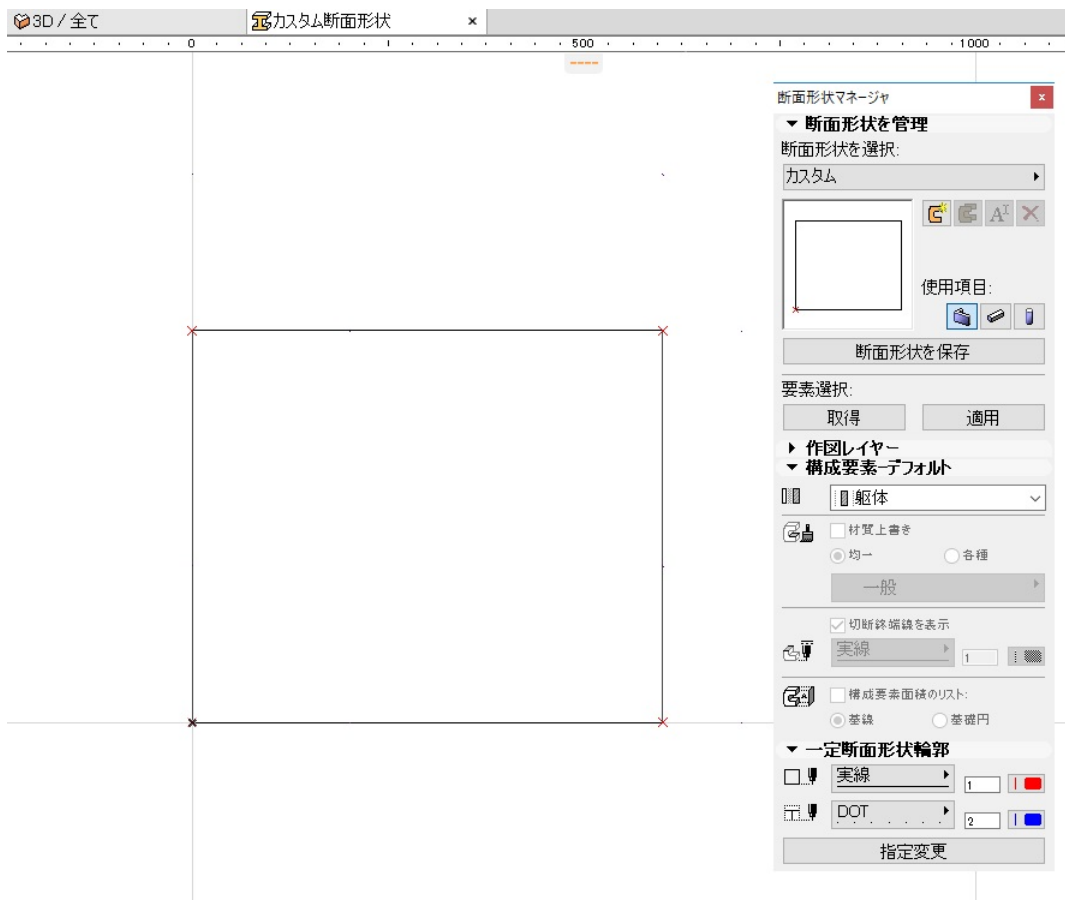 3D / 全て
カスタム断面形状
×
0
500
1000
断面形状マネージャ
x
断面形状を管理
断面形状を選択:
カスタム
使用項目:
断面形状を保存
要素選択:
取得
適用
作図レイヤー
構成要素-デフォルト
躯体
材質上書き
均一
各種
一般
切断終端線を表示
実線
1
構成要素面積のリスト:
基線
基礎円
一定断面形状輪郭
実線
1
DOT
2
指定変更